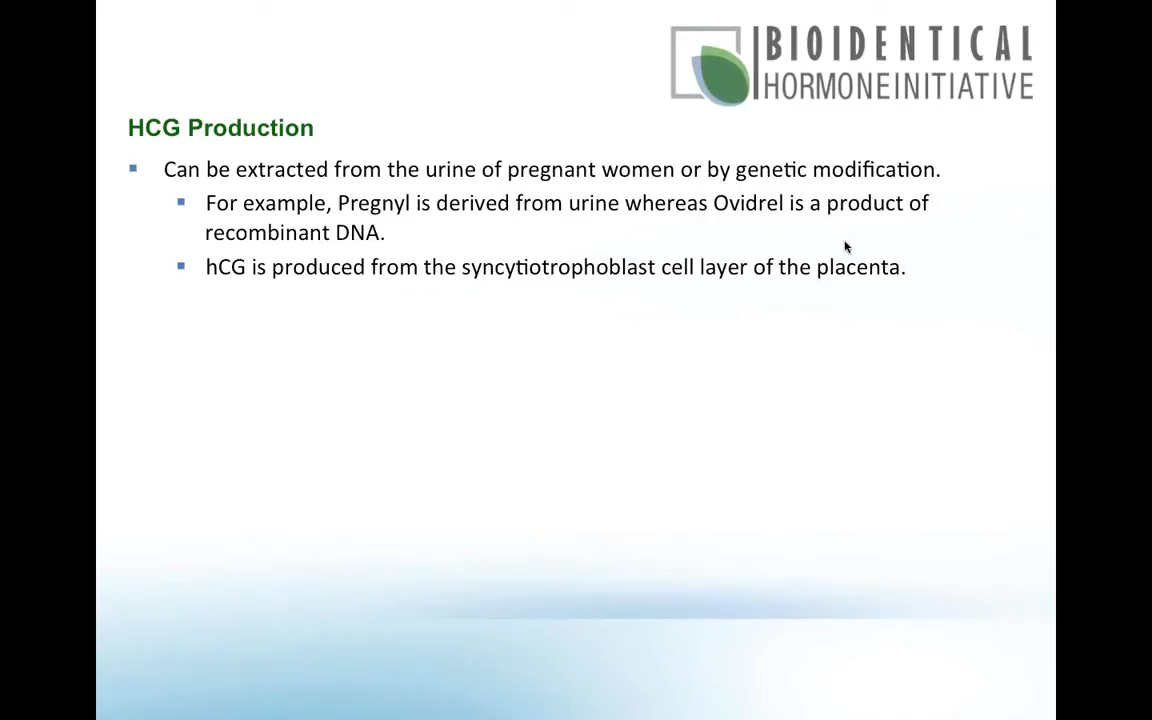 BIOIDENTICAL
HORMONEINITIATIVE
HCG Production
Can be extracted from the urine of pregnant women or by genetic modification.
For example, Pregnyl is derived from urine whereas Ovidrel is a product of
recombinant DNA.
hCG is produced from the syncytiotrophoblast cell layer of the placenta.